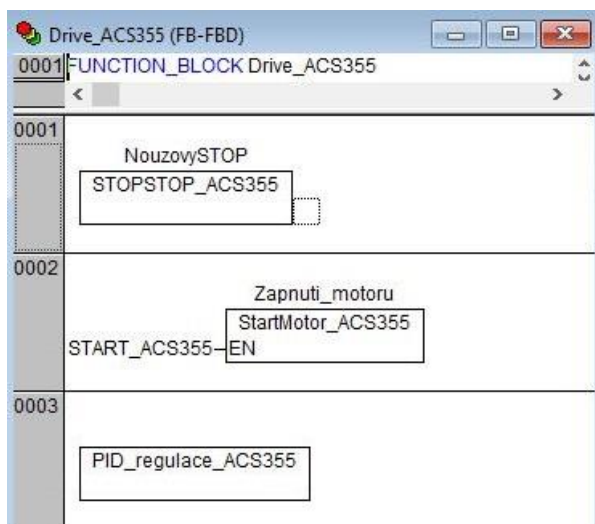 Drive_ACS355 (FB-FBD)
0001 FUNCTION_BLOCK Drive_ACS355
0001
NouzovySTOP
STOPSTOP_ACS355
0002
Zapnuti_motoru
StartMotor_ACS355
START_ACS355 EN
0003
PID_regulace_ACS355